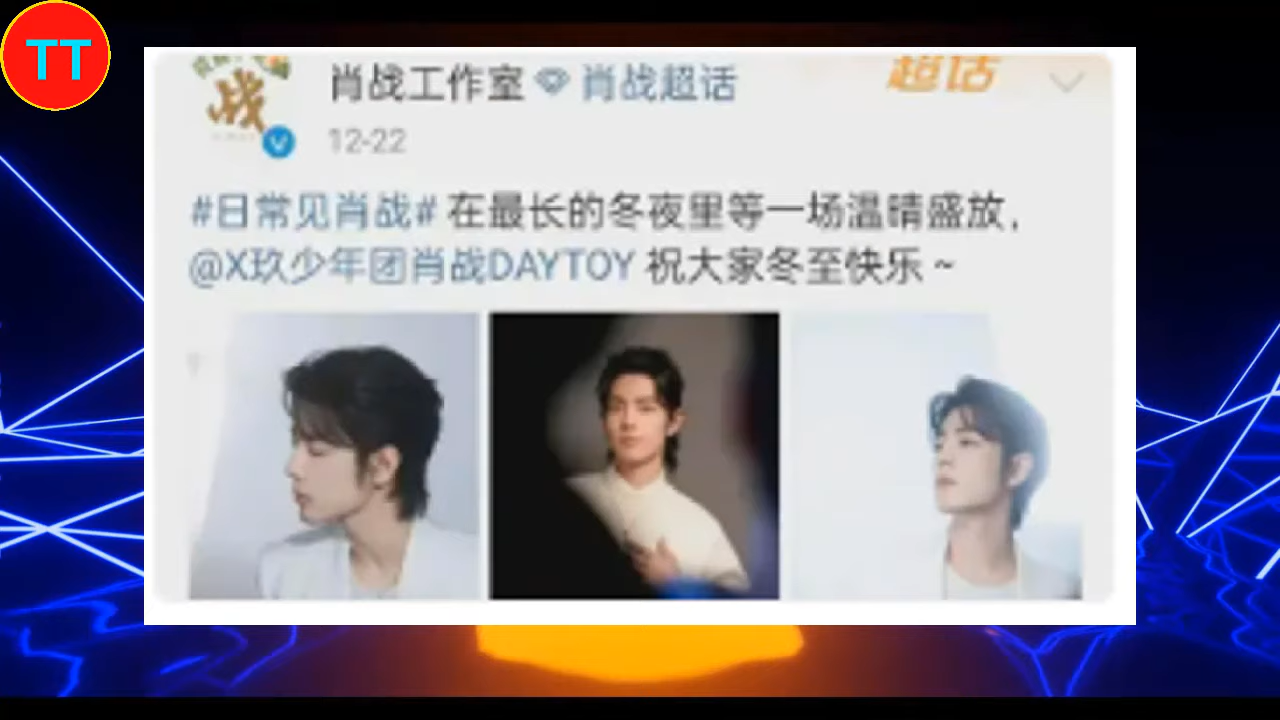 TT
肖战工作室 肖战超话
超话
12-22
#日常见肖战# 在最长的冬夜里等一场温晴盛放，
@X玖少年团肖战DAYTOY 祝大家冬至快乐 ~